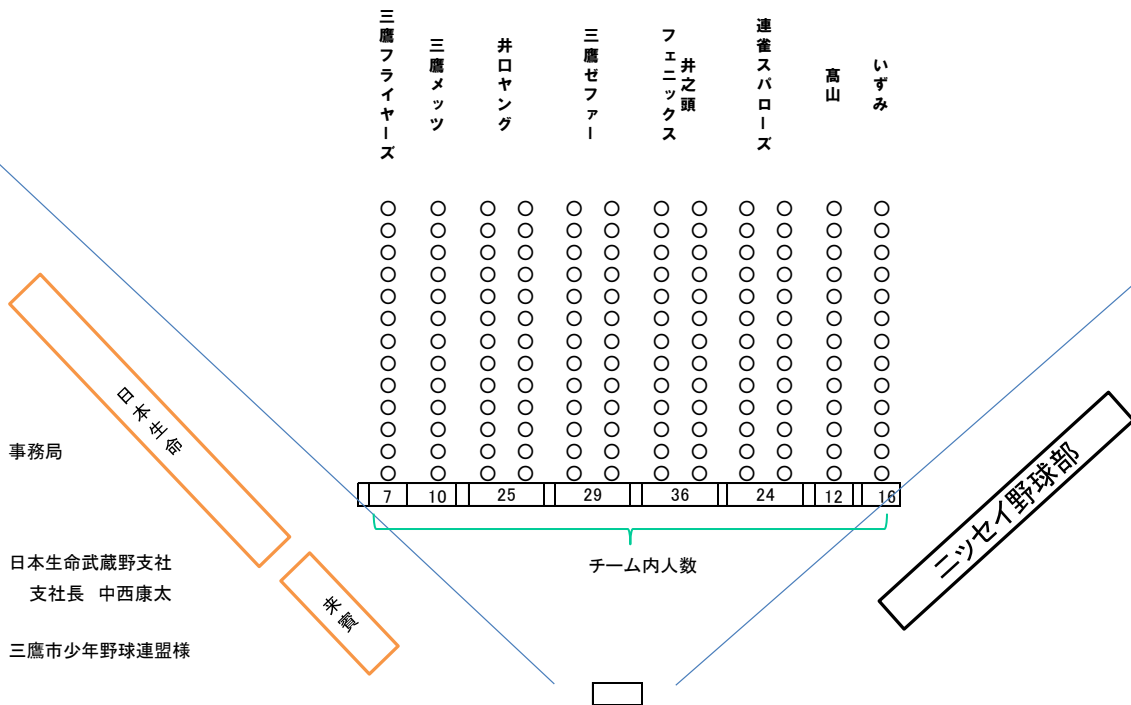 三鷹フライヤーズ
三鷹メッツ
井口ヤング
三鷹ゼファー
井之頭
フェニックス
連雀スパローズ
髙山
いずみ
日本生命
事務局
7 10 25 29 36 24 12 16
チーム内人数
ニッセイ野球部
日本生命武蔵野支社
支社長 中西康太
来賓
三鷹市少年野球連盟様